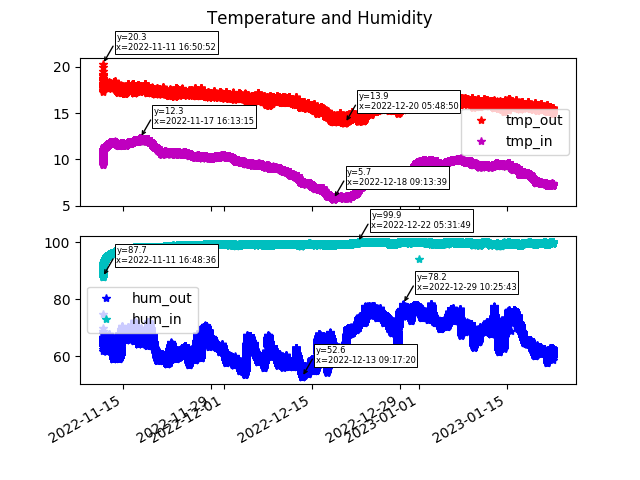 Temperature and Humidity
y=20.3
x=2022-11-11 16:50:52
20
y=13.9
x=2022-12-20 05:48:50
y=12.3
x=2022-11-17 16:13:15
15
tmp_out
tmp_in
10
y=5.7
x=2022-12-18 09:13:39
5
y=99.9
x=2022-12-22 05:31:49
100
y=87.7
x=2022-11-11 16:48:36
y=78.2
x=2022-12-29 10:25:43
80
hum_out
hum_in
y=52.6
x=2022-12-13 09:17:20
60
2022-11-15
2022-11-29
2022-12-01
2022-12-15
2022-12-29
2023-01-01
2023-01-15